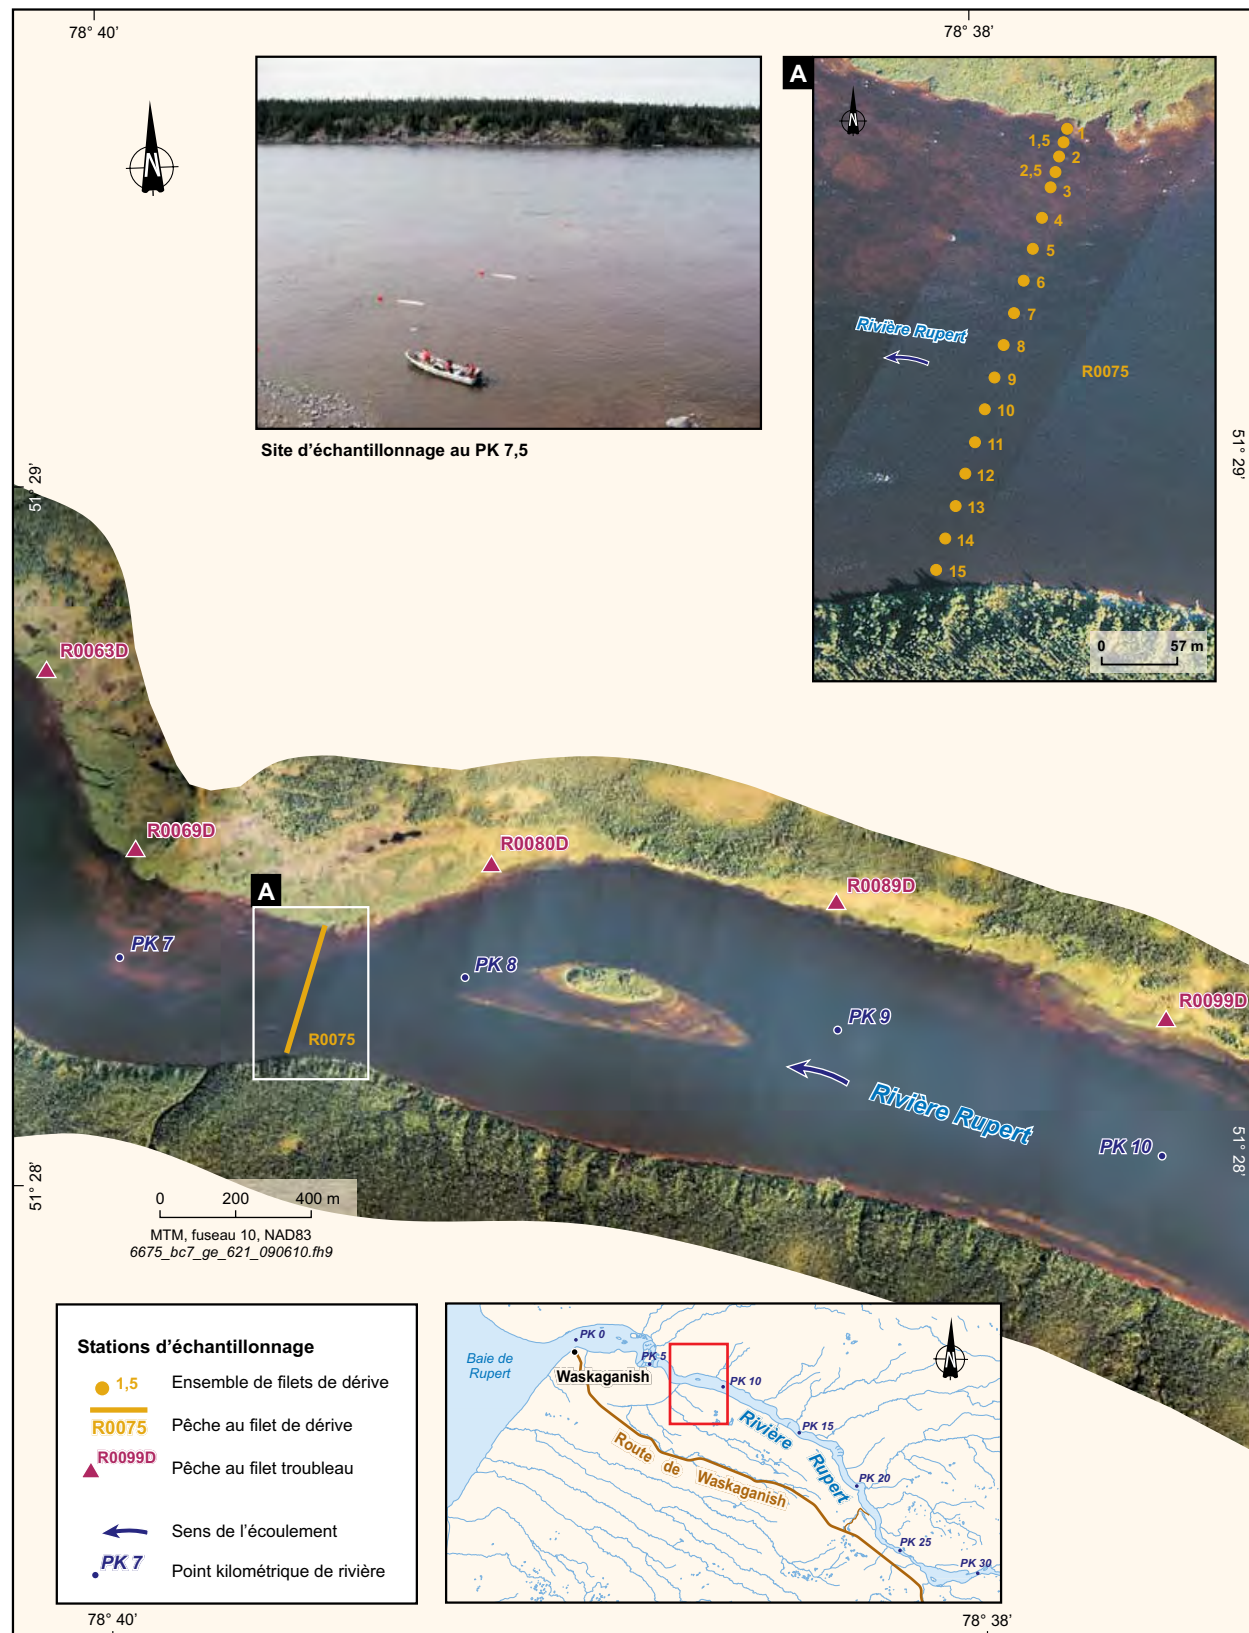 78° 40'
78° 38'
N
A
N
1
1,5
2
2,5
3
4
5
6
7
8
9
10
11
12
13
14
15
Rivière Rupert
R0075
0 57 m
Site d'échantillonnage au PK 7,5
51° 29'
51° 29'
R0063D
R0069D
R0080D
R0089D
R0099D
A
PK 7
PK 8
PK 9
PK 10
R0075
Rivière Rupert
51° 28'
51° 28'
0 200 400 m
MTM, fuseau 10, NAD83
6675_bc7_ge_621_090610.fh9
Stations d'échantillonnage
1,5 Ensemble de filets de dérive
R0075 Pêche au filet de dérive
R0099D Pêche au filet troubleau
Sens de l'écoulement
PK 7 Point kilométrique de rivière
Baie de
Rupert
PK 0
Waskaganish
PK 5
PK 10
PK 15
PK 20
PK 25
PK 30
Rivière
Rupert
Route de Waskaganish
N
78° 40'
78° 38'